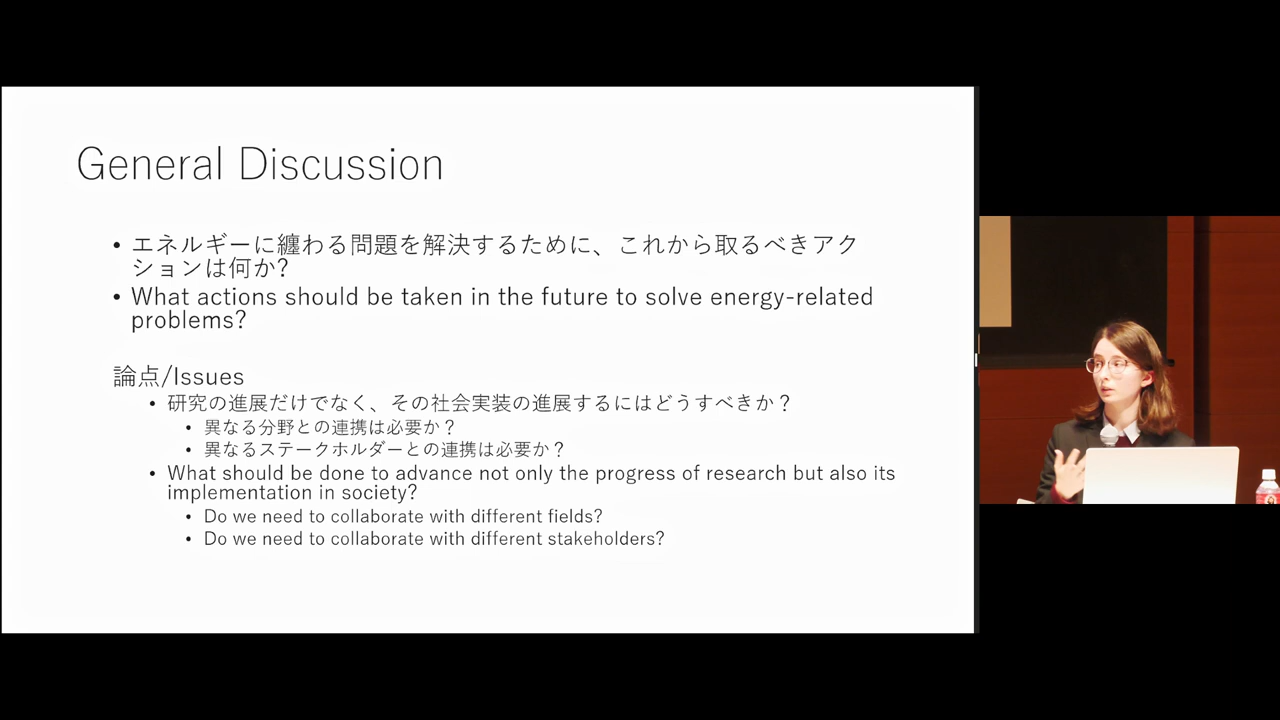 General Discussion
• エネルギーに纏わる問題を解決するために、これから取るべきアク
ションは何か?
• What actions should be taken in the future to solve energy-related
problems?
論点/Issues
• 研究の進展だけでなく、その社会実装の進展するにはどうすべきか？
• 異なる分野との連携は必要か？
• 異なるステークホルダーとの連携は必要か？
• What should be done to advance not only the progress of research but also its
implementation in society?
• Do we need to collaborate with different fields?
• Do we need to collaborate with different stakeholders?